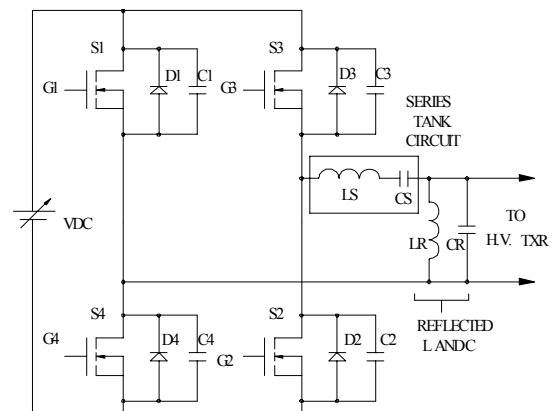 S1
S3
D1
C1
D3
C3
G1
G3
SERIES
TANK
CIRCUIT
LS
CS
VDC
TO
LR
CR
H.V. TXR
S4
S2
REFLECTED
L ANDC
D4
C4
D2
C2
G4
G2